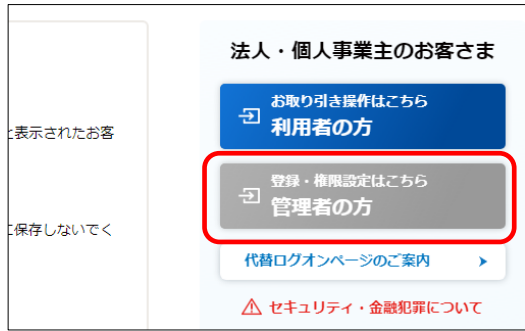 法人・個人事業主のお客さま
お取り引き操作はこちら
利用者の方
と表示されたお客
登録・権限設定はこちら
管理者の方
に保存しないでく
代替ログオンページのご案内
セキュリティ・金融犯罪について